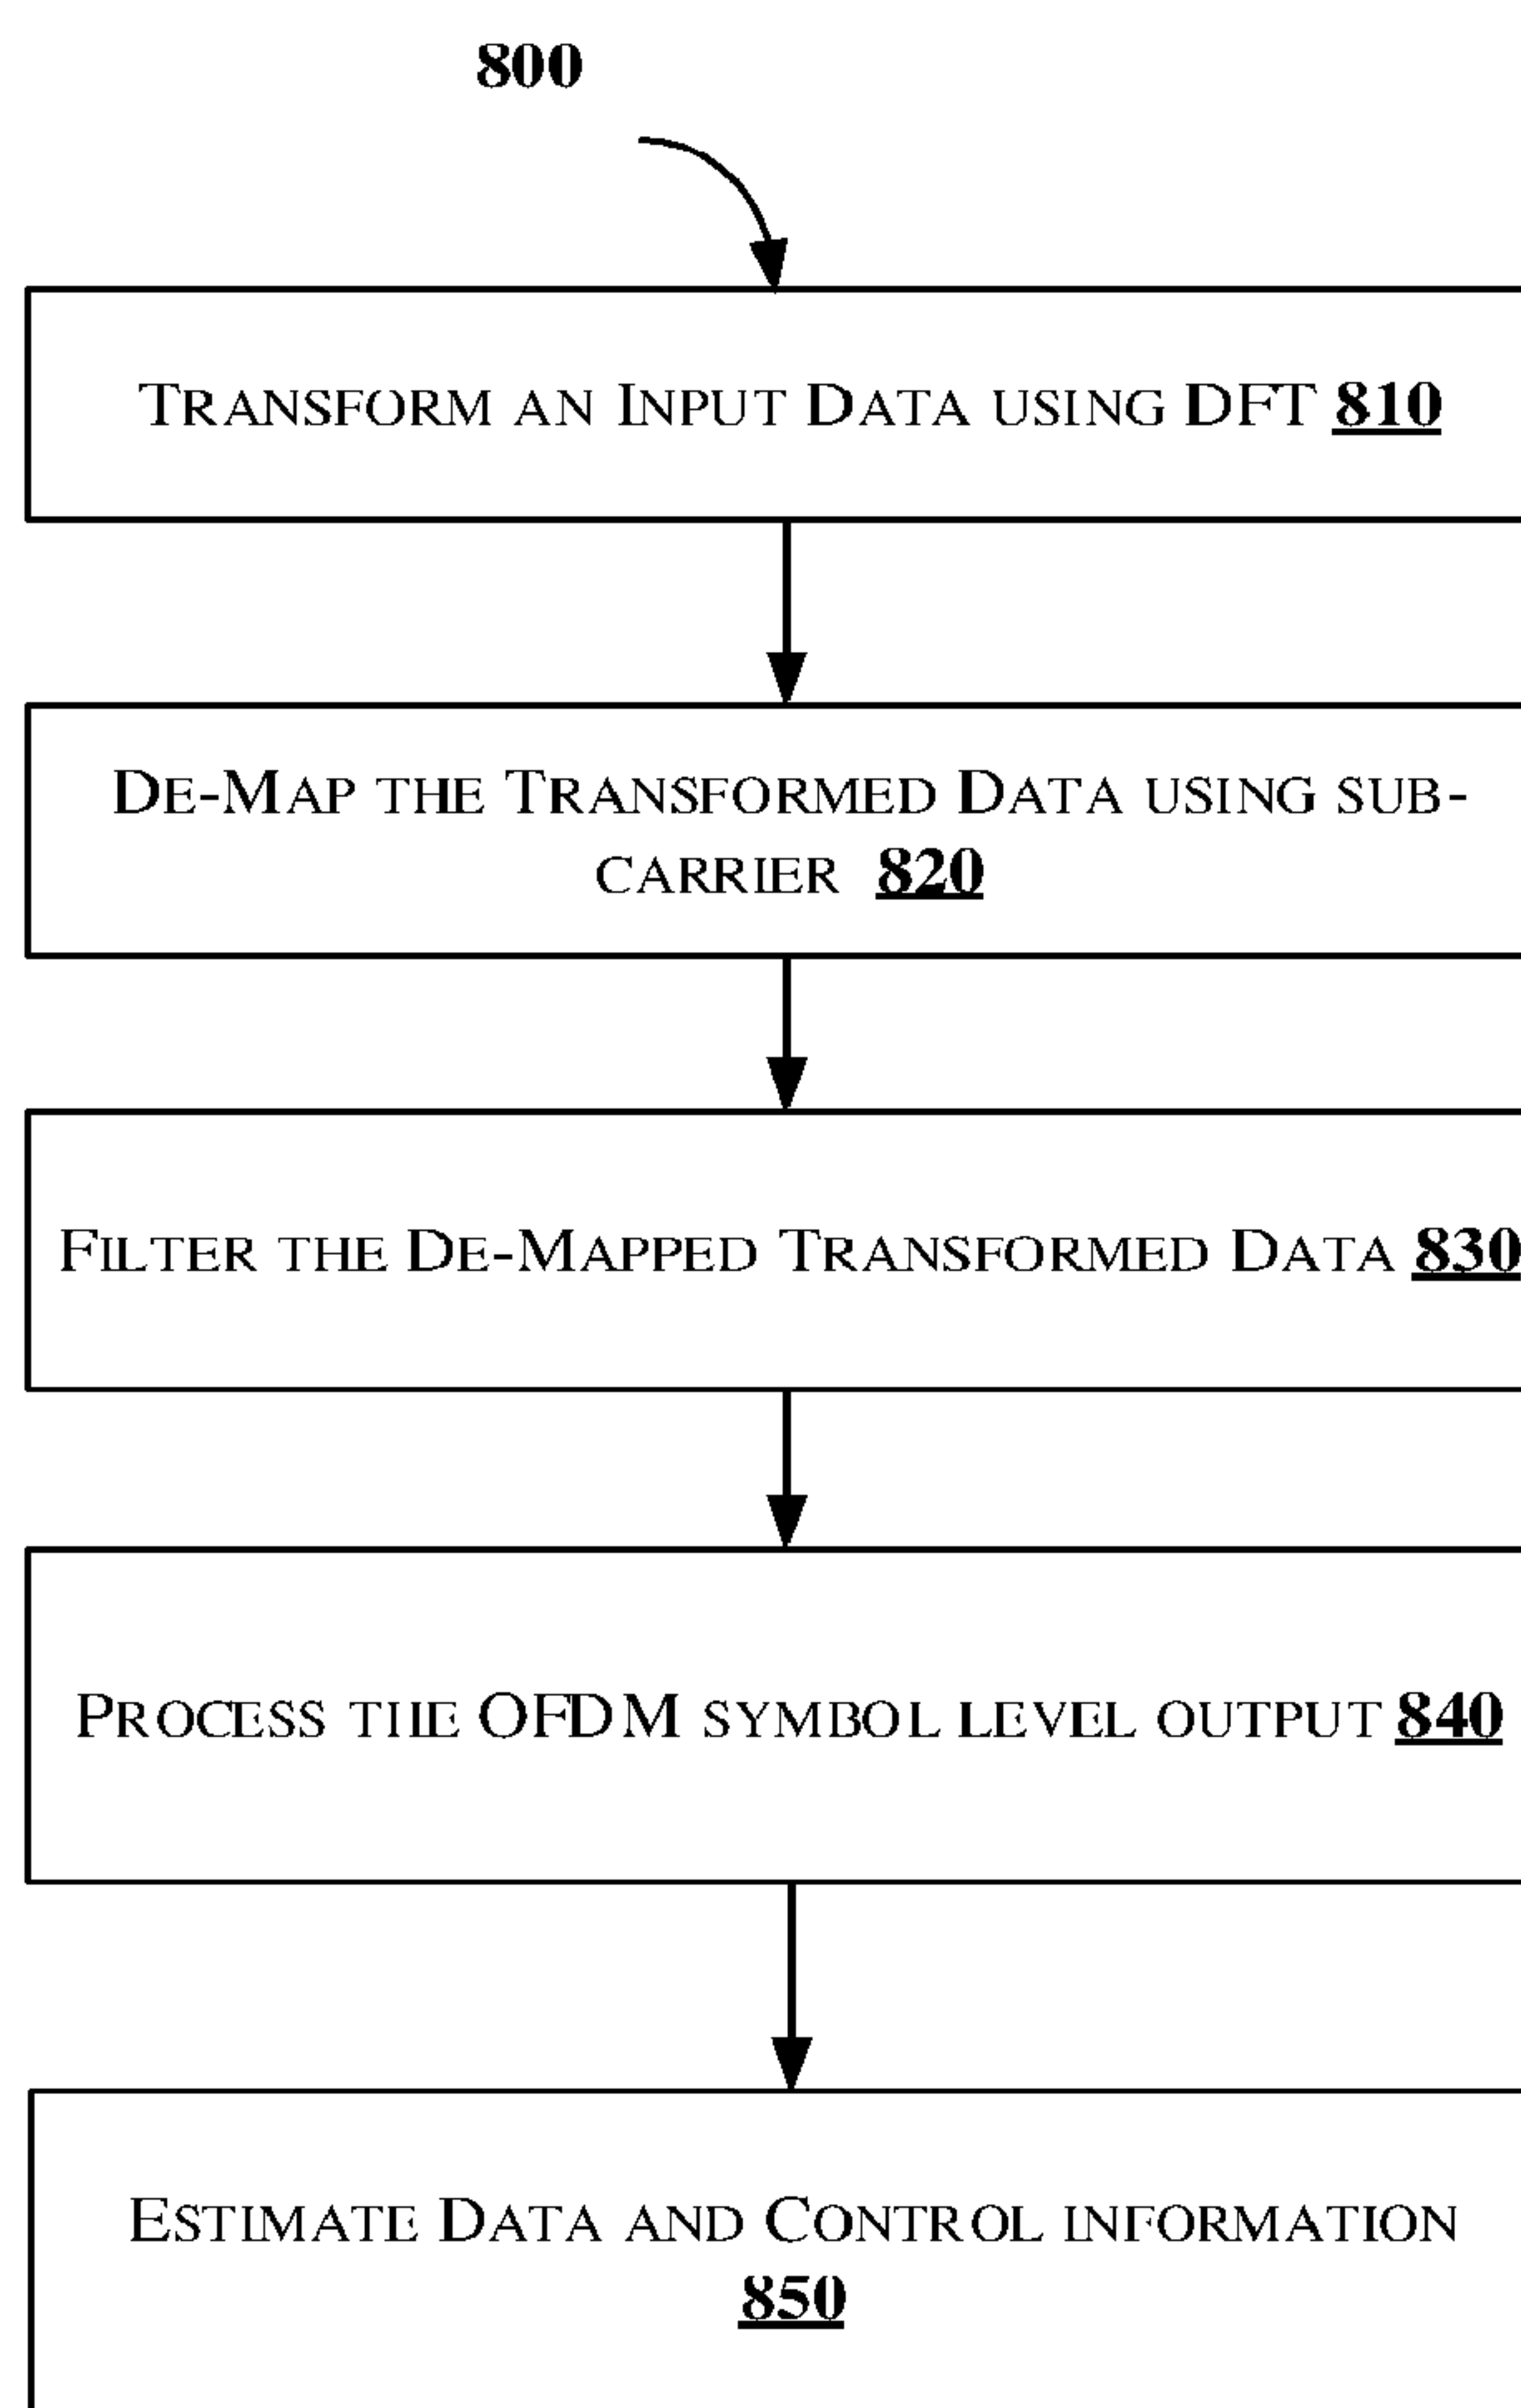 800
TRANSFORM AN INPUT DATA USING DFT 810
DE-MAP THE TRANSFORMED DATA USING SUB-
CARRIER 820
FILTER THE DE-MAPPED TRANSFORMED DATA 830
PROCESS THE OFDM SYMBOL LEVEL OUTPUT 840
ESTIMATE DATA AND CONTROL INFORMATION
850